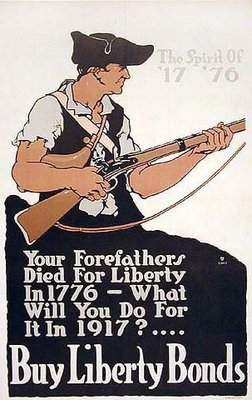 The Spirit Of
'17 '76
Your Forefathers
Died For Liberty
In 1776 – What
Will You Do For
It In 1917?....
Buy Liberty Bonds